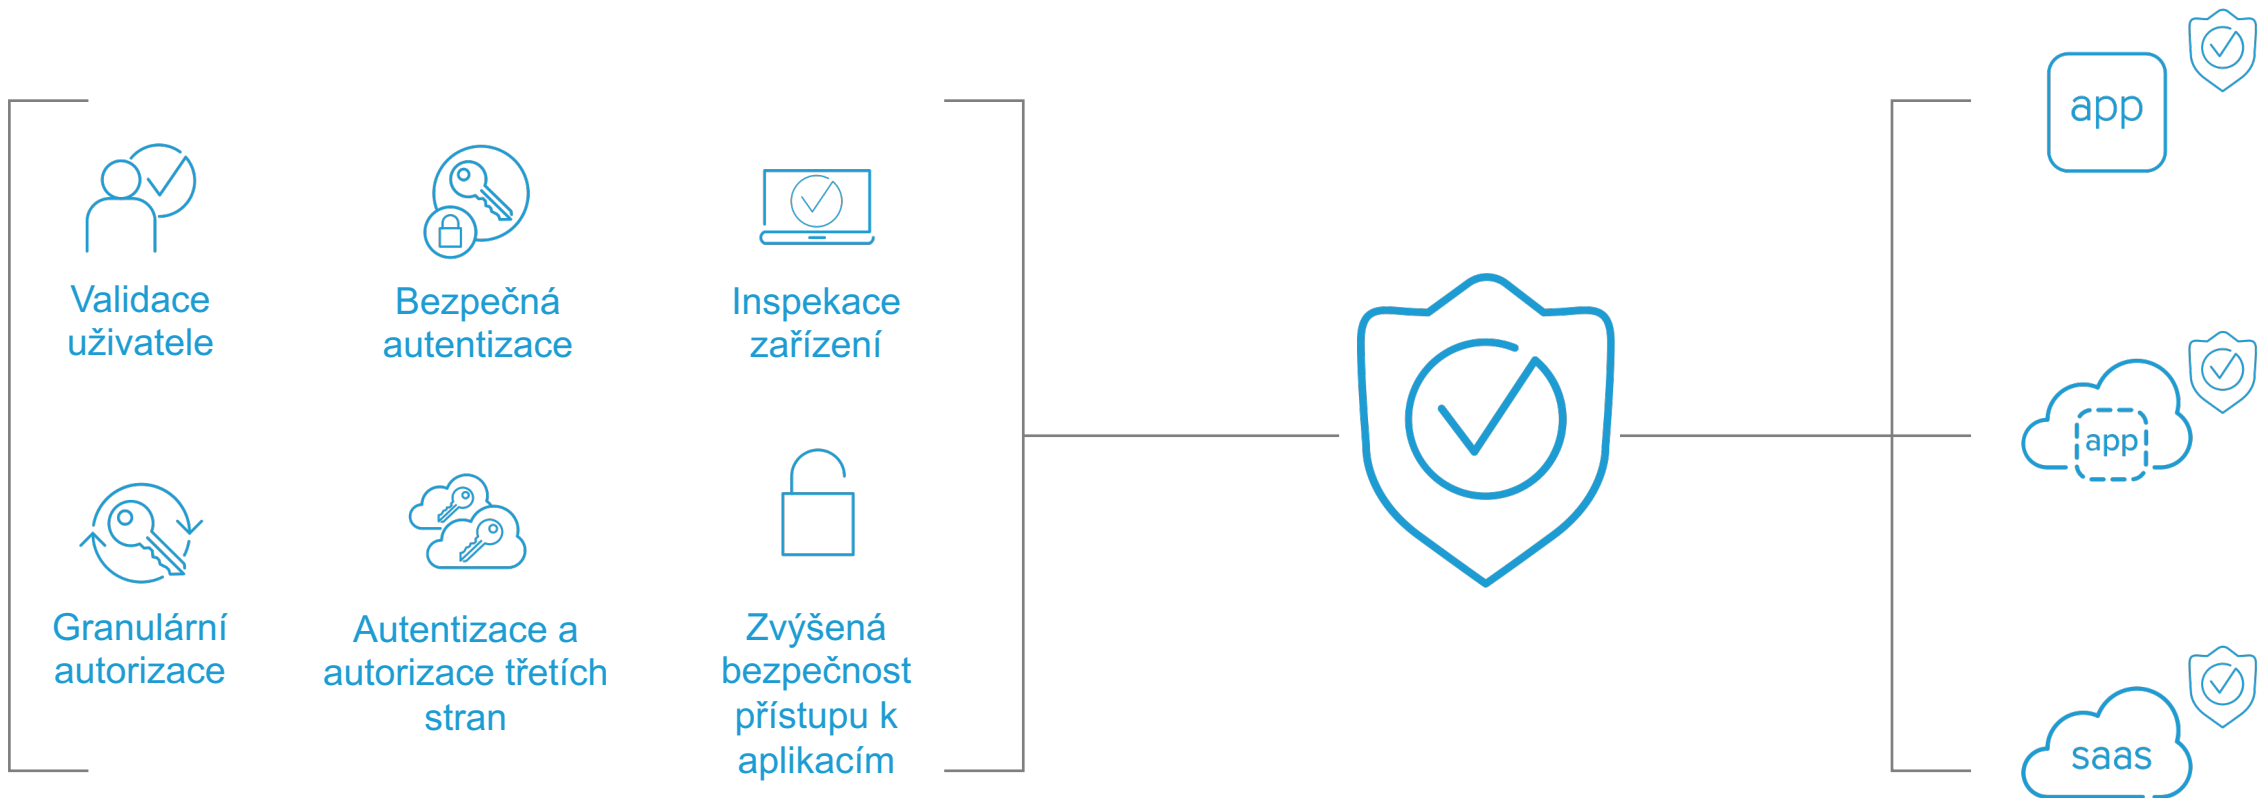 Validace
uživatele
Bezpečná
autentizace
Inspekace
zařízení
Granulární
autorizace
Autentizace a
autorizace třetích
stran
Zvýšená
bezpečnost
přístupu k
aplikacím
app
app
saas